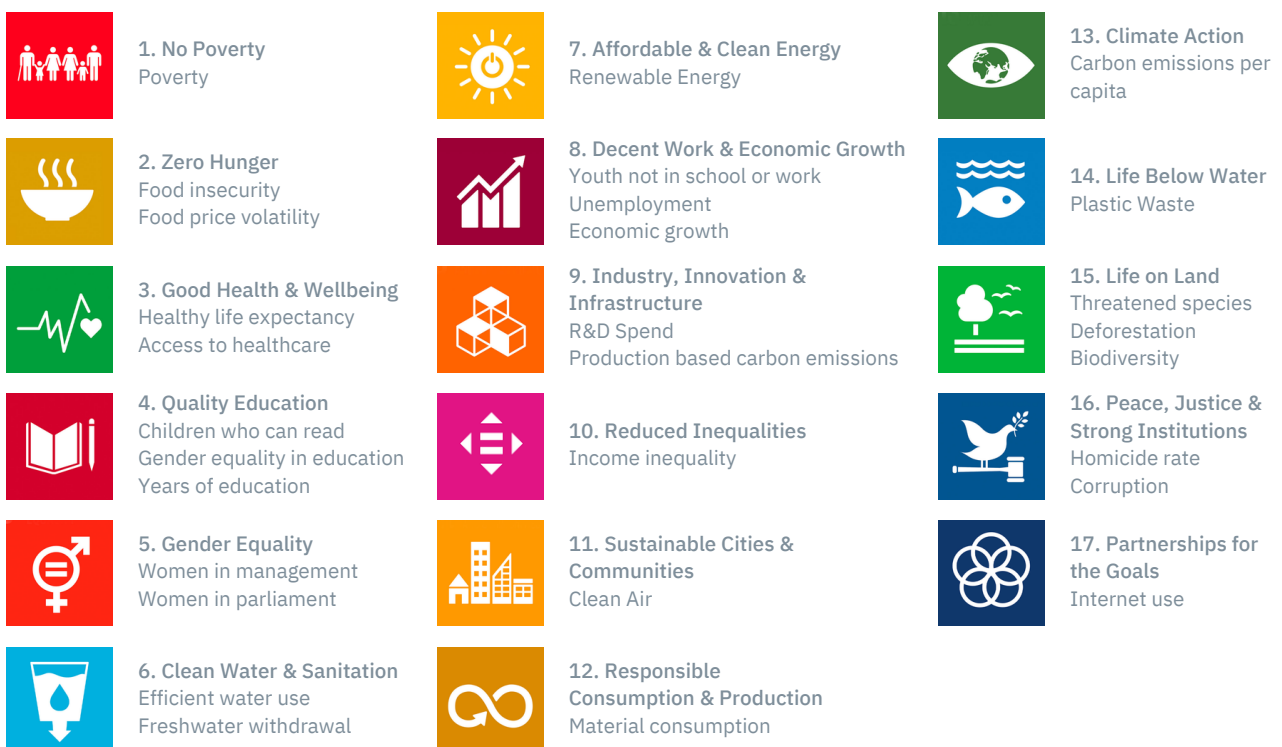 1. No Poverty
Poverty
2. Zero Hunger
Food insecurity
Food price volatility
3. Good Health & Wellbeing
Healthy life expectancy
Access to healthcare
4. Quality Education
Children who can read
Gender equality in education
Years of education
5. Gender Equality
Women in management
Women in parliament
6. Clean Water & Sanitation
Efficient water use
Freshwater withdrawal
7. Affordable & Clean Energy
Renewable Energy
8. Decent Work & Economic Growth
Youth not in school or work
Unemployment
Economic growth
9. Industry, Innovation &
Infrastructure
R&D Spend
Production based carbon emissions
10. Reduced Inequalities
Income inequality
11. Sustainable Cities &
Communities
Clean Air
12. Responsible
Consumption & Production
Material consumption
13. Climate Action
Carbon emissions per
capita
14. Life Below Water
Plastic Waste
15. Life on Land
Threatened species
Deforestation
Biodiversity
16. Peace, Justice &
Strong Institutions
Homicide rate
Corruption
17. Partnerships for
the Goals
Internet use